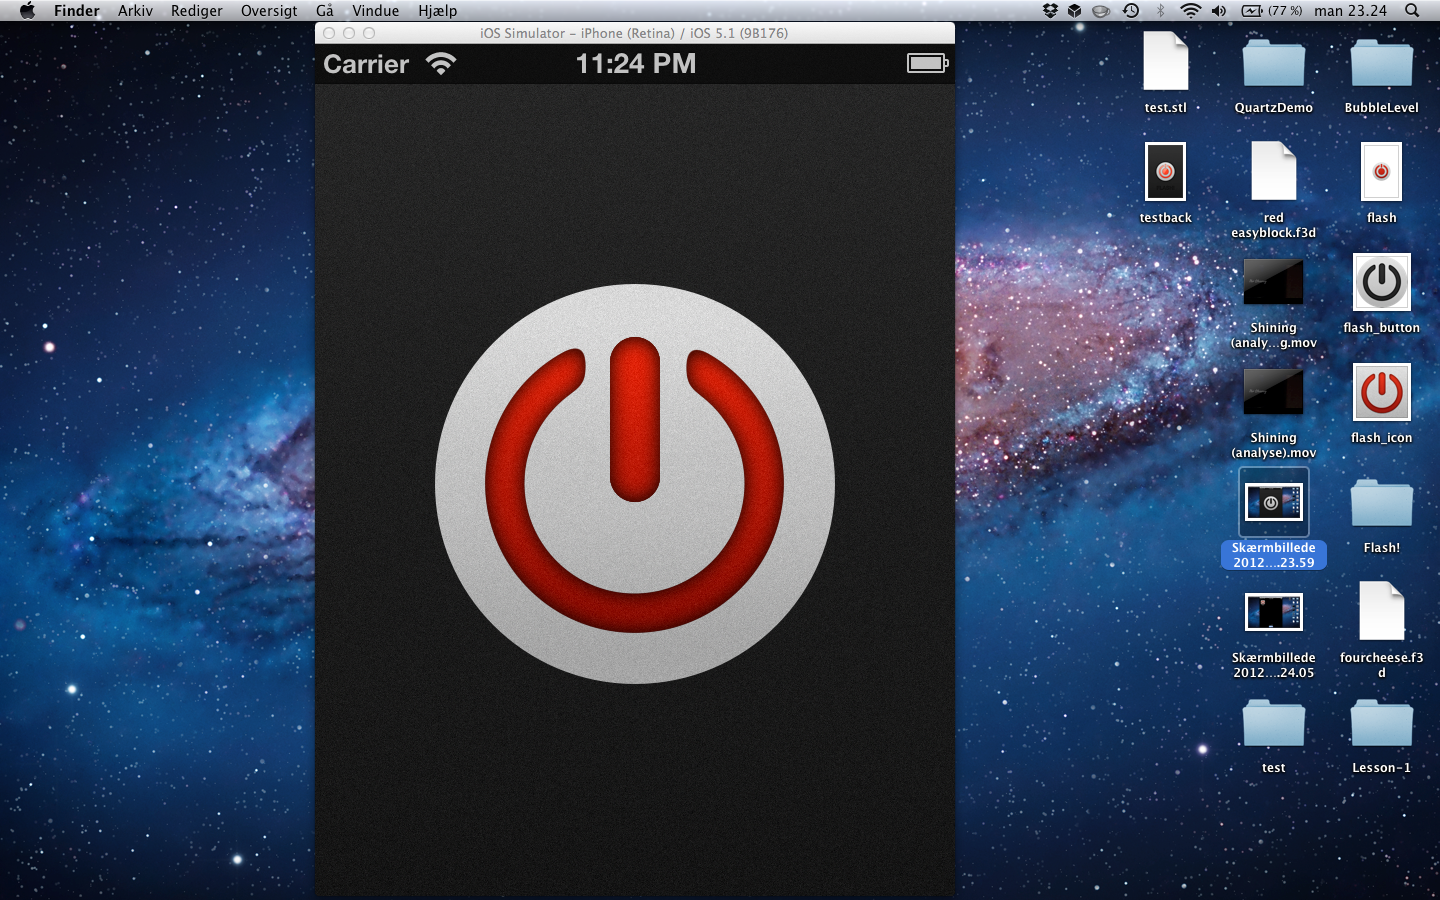 Finder Arkiv Rediger Oversigt Gå Vindue Hjælp (77 %) man 23.24
iOS Simulator – iPhone (Retina) / iOS 5.1 (9B176)
Carrier 11:24 PM
test.stl
QuartzDemo
BubbleLevel
testback
red
easyblock.f3d
flash
Shining
(analy...g.mov
flash_button
Shining
(analyse).mov
flash_icon
Skærmbillede
2012....23.59
Flash!
Skærmbillede
2012....24.05
fourcheese.f3
d
test
Lesson-1